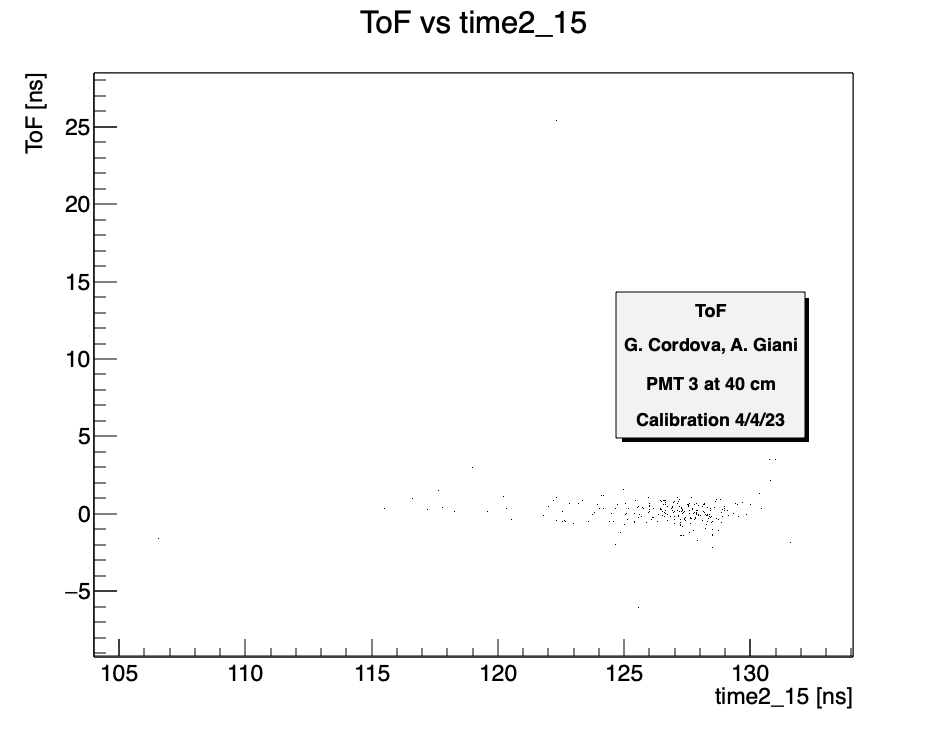 ToF vs time2_15
ToF [ns]
25
20
15
10
5
0
−5
ToF
G. Cordova, A. Giani
PMT 3 at 40 cm
Calibration 4/4/23
105 110 115 120 125 130
time2_15 [ns]